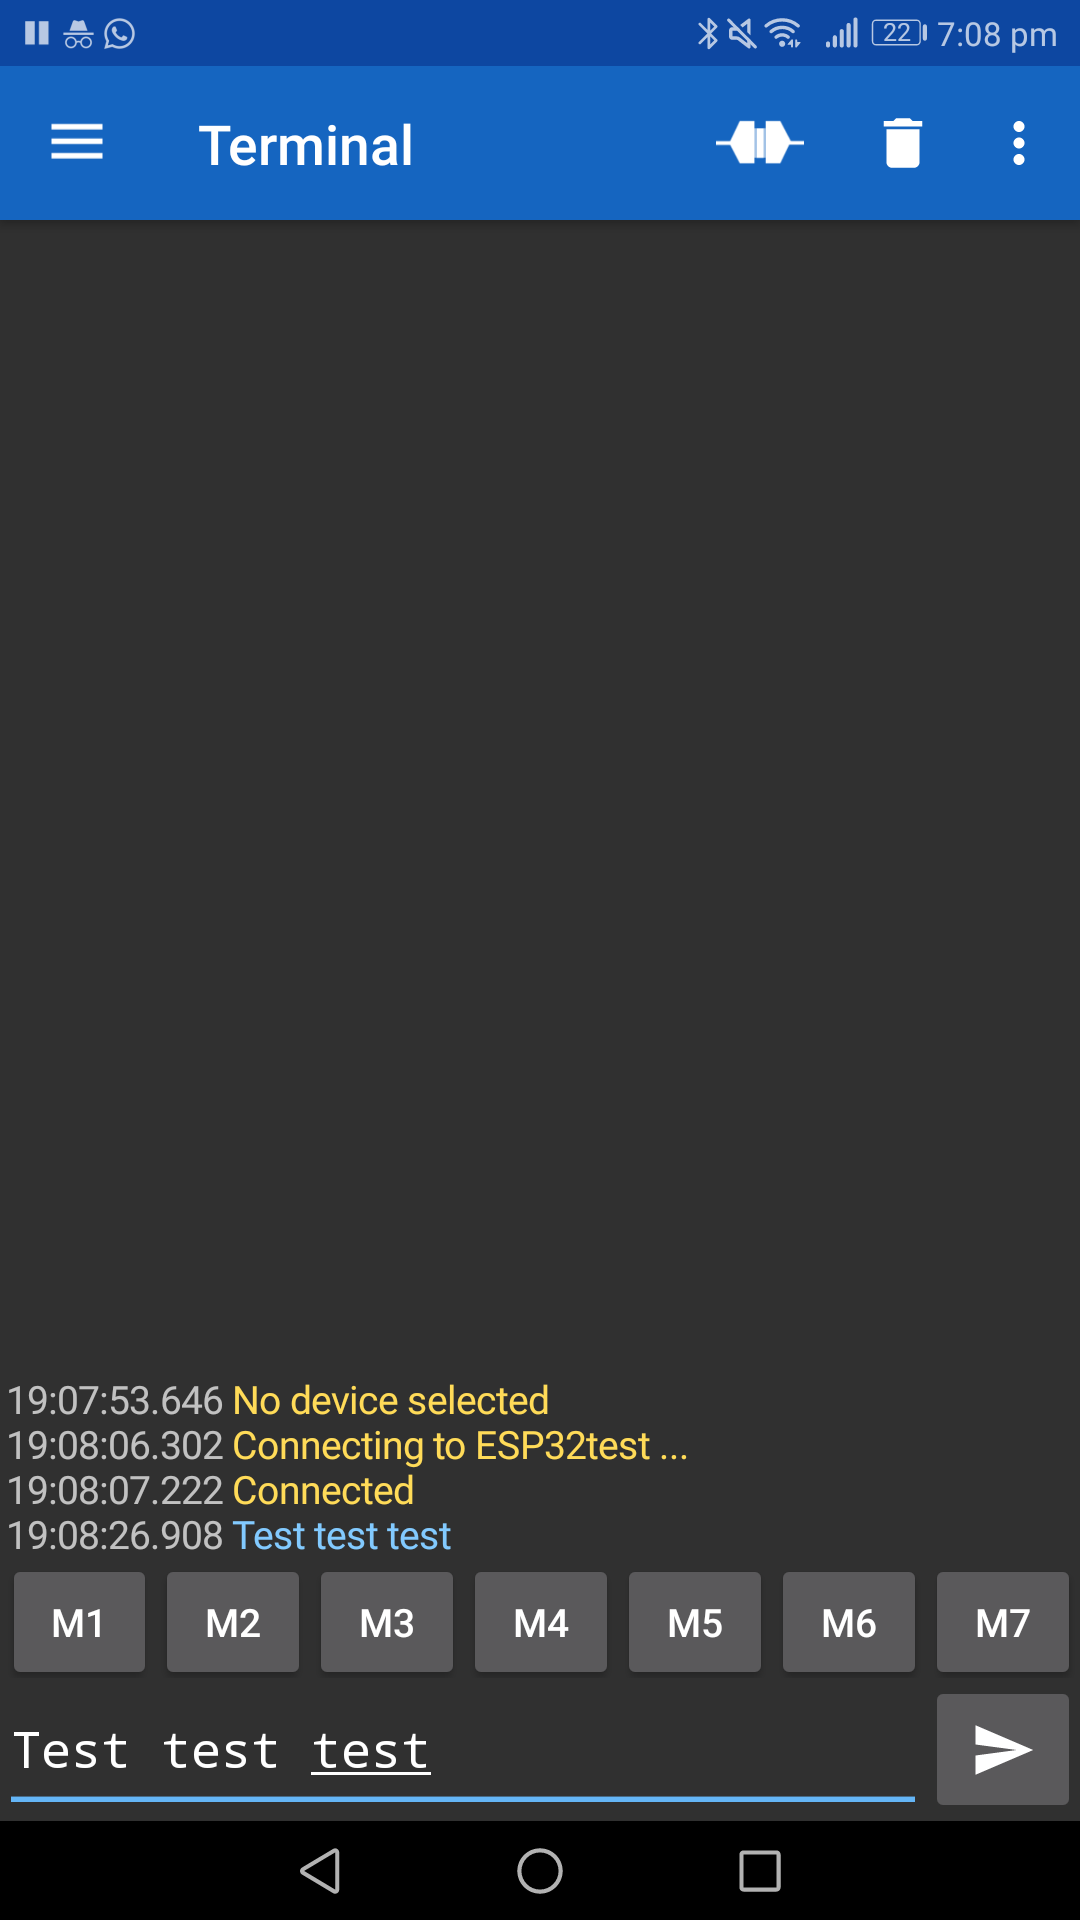 22 7:08 pm
Terminal
19:07:53.646 No device selected
19:08:06.302 Connecting to ESP32test ...
19:08:07.222 Connected
19:08:26.908 Test test test
M1 M2 M3 M4 M5 M6 M7
Test test test